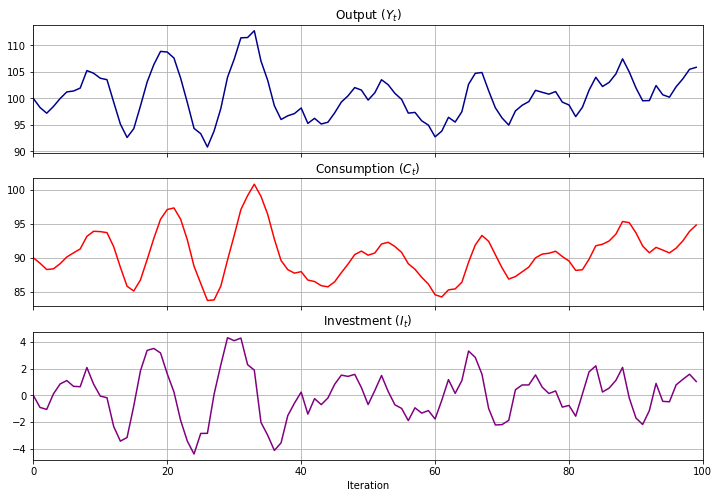 Output (Y_t)
110
105
100
95
90
Consumption (C_t)
100
95
90
85
Investment (I_t)
4
2
0
−2
−4
0 20 40 60 80 100
Iteration